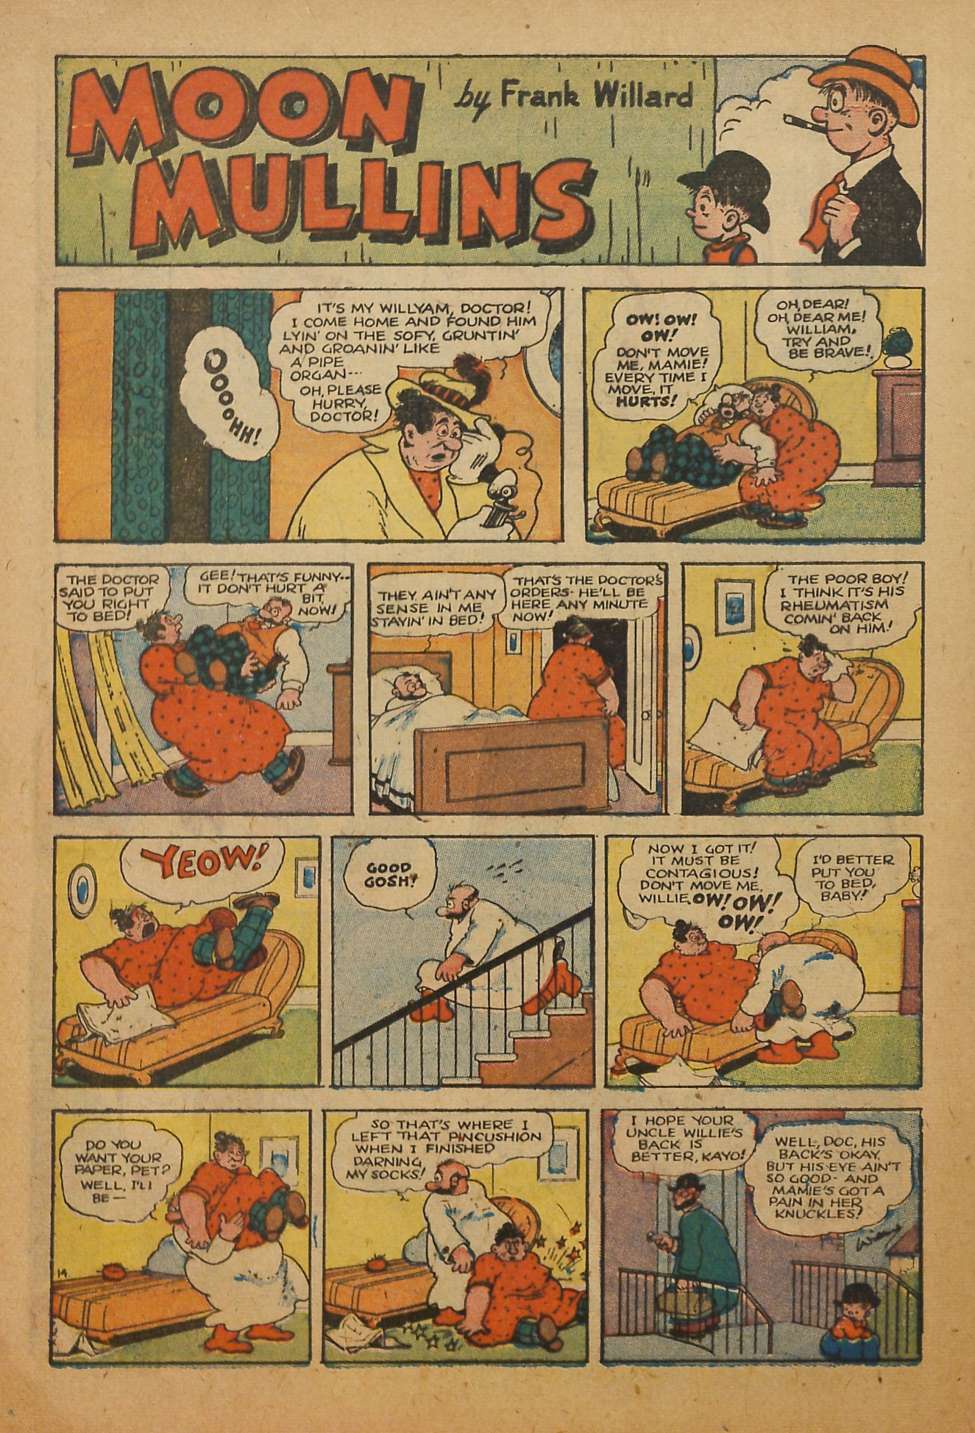 MOON
MULLINS
by Frank Willard
OOOOHH!
IT'S MY WILLYAM, DOCTOR!
I COME HOME AND FOUND HIM
LYIN' ON THE SOFY, GRUNTIN'
AND GROANIN' LIKE
A PIPE
ORGAN---
OH, PLEASE
HURRY,
DOCTOR!
OW! OW!
OW!
DON'T MOVE
ME, MAMIE!
EVERY TIME I
MOVE, IT
HURTS!
OH, DEAR!
OH, DEAR ME!
WILLIAM,
TRY AND
BE BRAVE!
THE DOCTOR
SAID TO PUT
YOU RIGHT
TO BED!
GEE! THAT'S FUNNY--
IT DON'T HURT A
BIT
NOW!
THEY AIN'T ANY
SENSE IN ME
STAYIN' IN BED!
THAT'S THE DOCTOR'S
ORDERS- HE'LL BE
HERE ANY MINUTE
NOW!
THE POOR BOY!
I THINK IT'S HIS
RHEUMATISM
COMIN' BACK
ON HIM!
YEOW!
GOOD
GOSH!
NOW I GOT IT!
IT MUST BE
CONTAGIOUS!
DON'T MOVE ME,
WILLIE, OW! OW!
OW!
I'D BETTER
PUT YOU
TO BED,
BABY!
DO YOU
WANT YOUR
PAPER, PET?
WELL, I'LL
BE—
14
SO THAT'S WHERE I
LEFT THAT PINCUSHION
WHEN I FINISHED
DARNING
MY SOCKS!
I HOPE YOUR
UNCLE WILLIE'S
BACK IS
BETTER, KAYO!
WELL, DOC, HIS
BACK'S OKAY,
BUT HIS EYE AIN'T
SO GOOD- AND
MAMIE'S GOT A
PAIN IN HER
KNUCKLES!
Willard